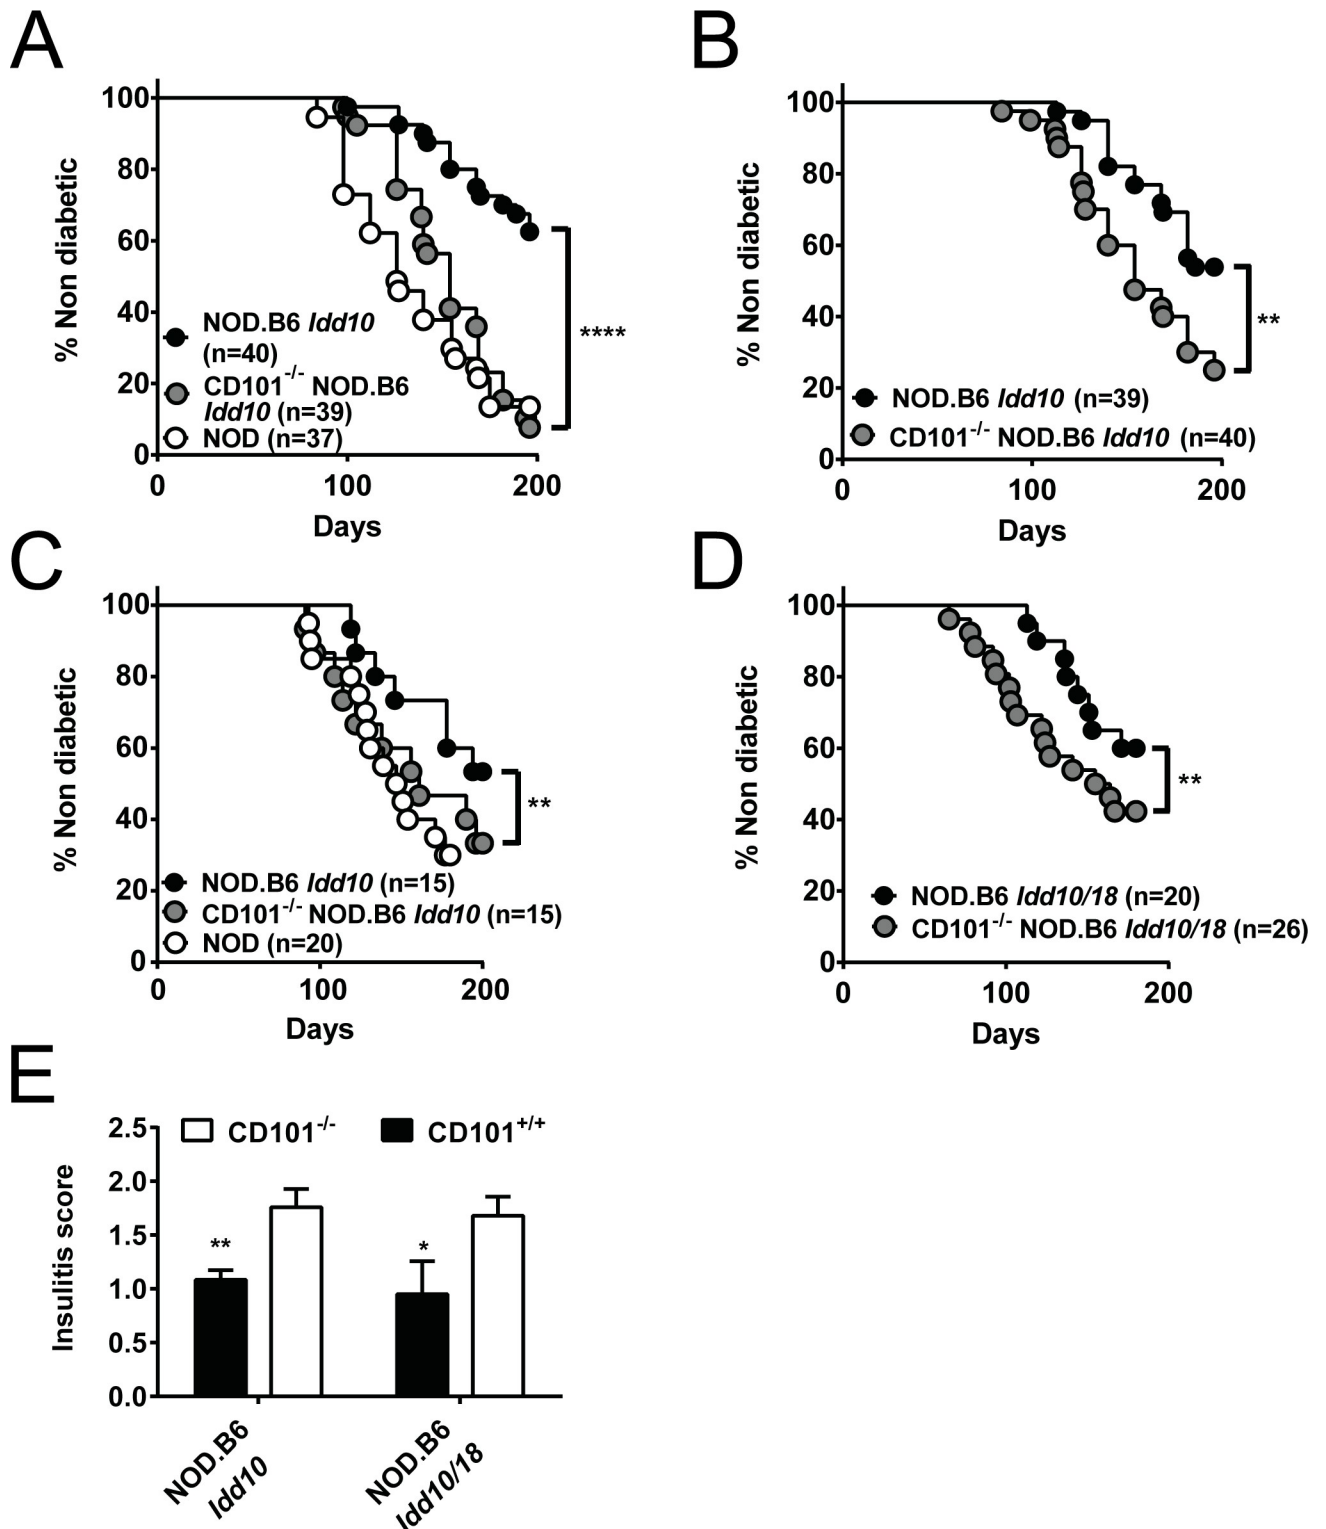 A
100
80
60
40
20
0
% Non diabetic
NOD.B6 Idd10
(n=40)
CD101-/- NOD.B6
Idd10 (n=39)
NOD (n=37)
****
0 100 200
Days
B
100
80
60
40
20
0
% Non diabetic
NOD.B6 Idd10 (n=39)
CD101-/- NOD.B6 Idd10 (n=40)
**
0 100 200
Days
C
100
80
60
40
20
0
% Non diabetic
NOD.B6 Idd10 (n=15)
CD101-/- NOD.B6 Idd10 (n=15)
NOD (n=20)
**
0 100 200
Days
D
100
80
60
40
20
0
% Non diabetic
NOD.B6 Idd10/18 (n=20)
CD101-/- NOD.B6 Idd10/18 (n=26)
**
0 100 200
Days
E
2.5
2.0
1.5
1.0
0.5
0.0
Insulitis score
CD101-/- CD101+/+
**
*
NOD.B6
Idd10
NOD.B6
Idd10/18